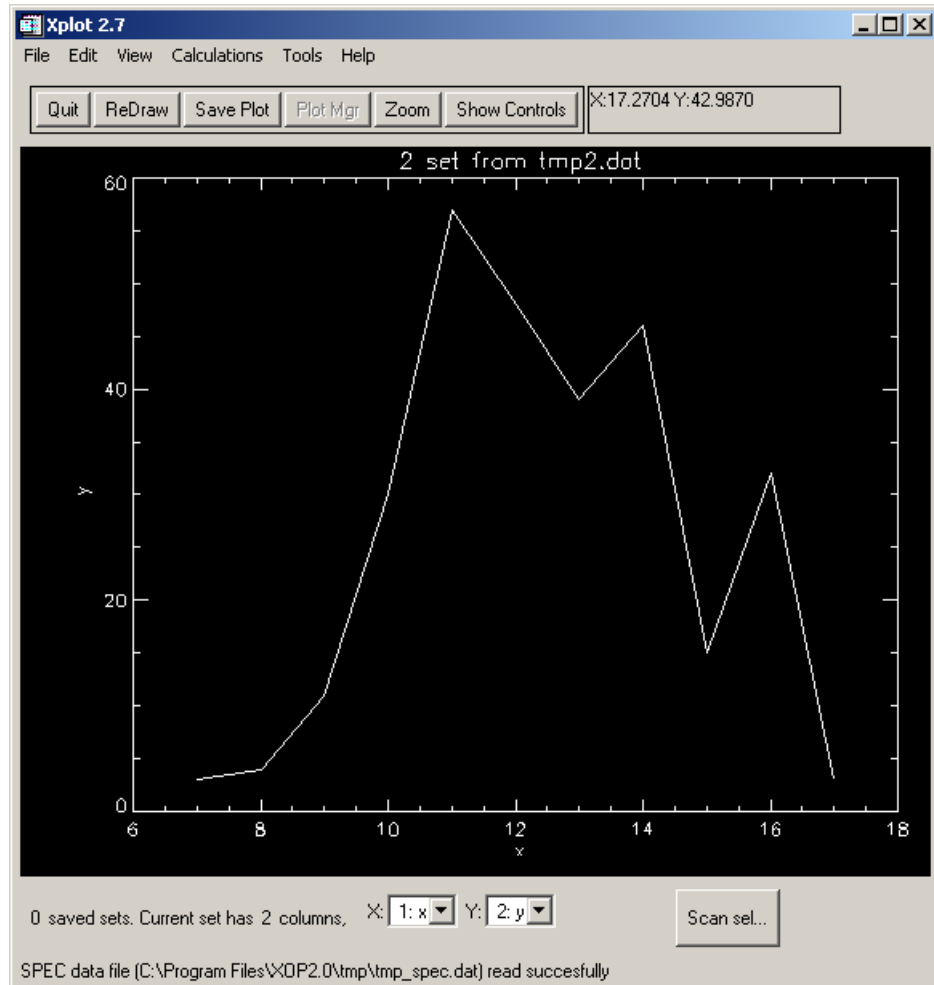 Xplot 2.7
File Edit View Calculations Tools Help
Quit ReDraw Save Plot Plot Mgr Zoom Show Controls X:17.2704 Y:42.9870
2 set from tmp2.dat
60
40
y
20
0
6 8 10 12 14 16 18
x
0 saved sets. Current set has 2 columns, X: 1: x Y: 2: y Scan sel...
SPEC data file (C:\Program Files\XOP2.0\tmp\tmp_spec.dat) read succesfully